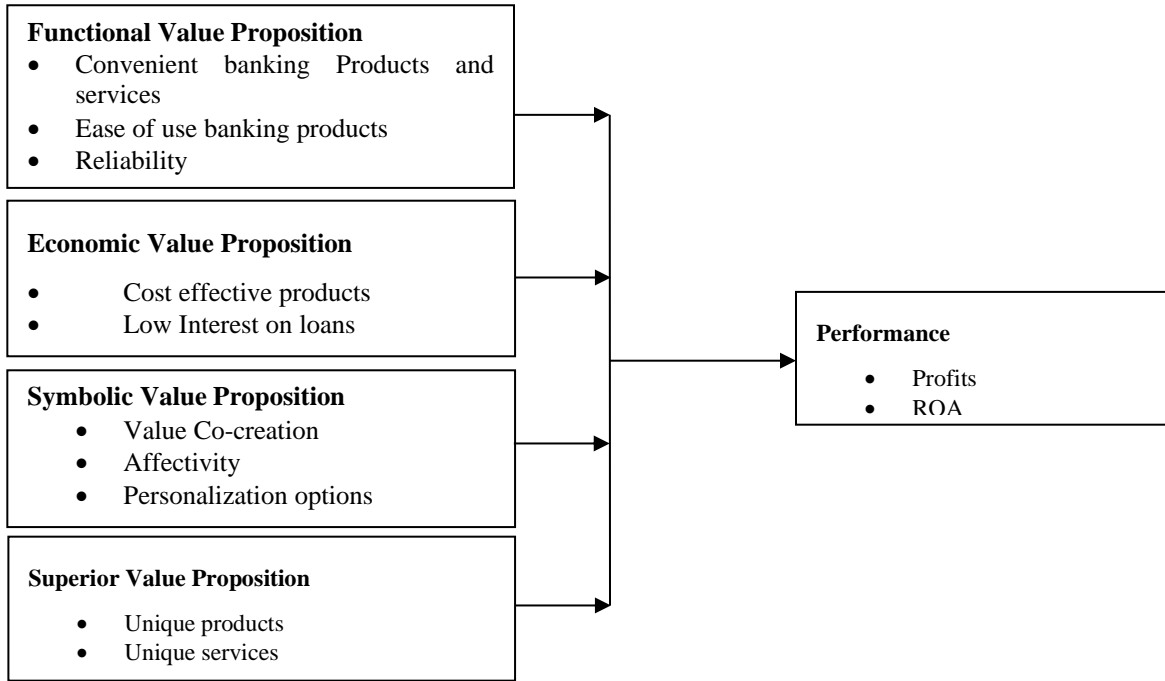 Functional Value Proposition
• Convenient banking Products and
services
• Ease of use banking products
• Reliability
Economic Value Proposition
• Cost effective products
• Low Interest on loans
Symbolic Value Proposition
• Value Co-creation
• Affectivity
• Personalization options
Superior Value Proposition
• Unique products
• Unique services
Performance
• Profits
• ROA